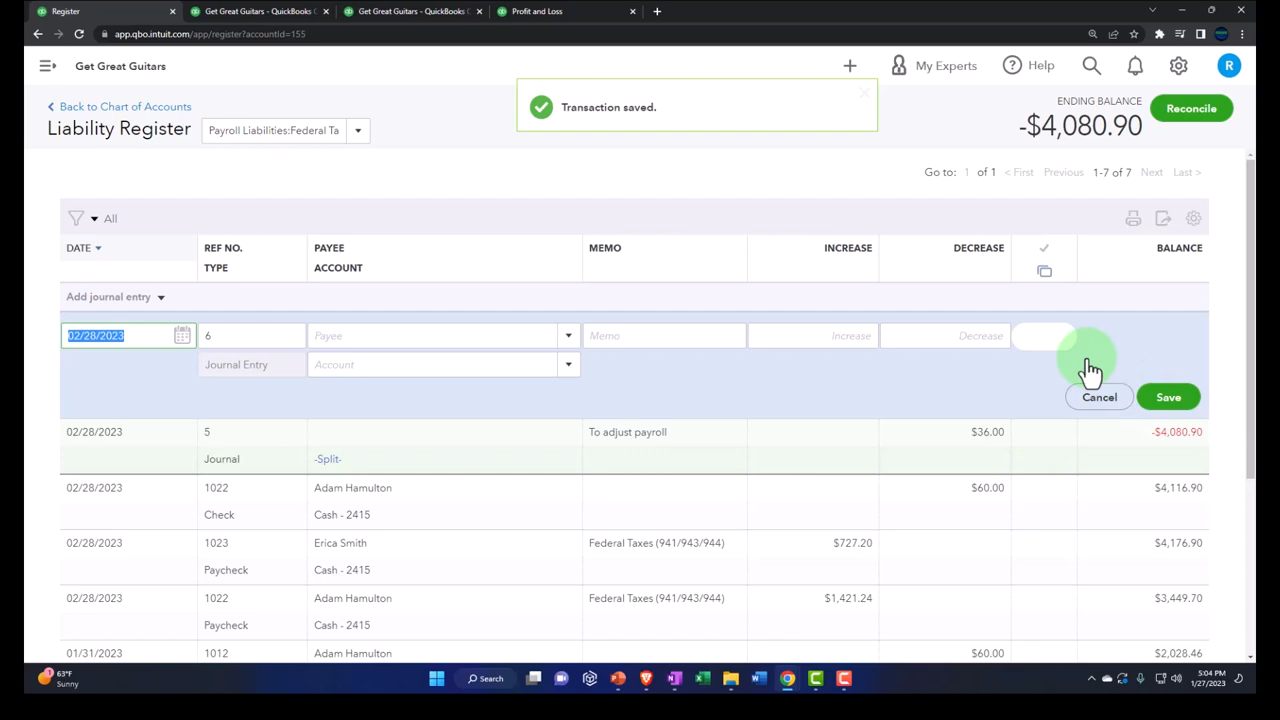 Register
Get Great Guitars - QuickBooks
Get Great Guitars - QuickBooks
Profit and Loss
app.qbo.intuit.com/app/register?accountId=155
Get Great Guitars
My Experts
Help
R
Transaction saved.
Back to Chart of Accounts
Liability Register
Payroll Liabilities:Federal Ta
ENDING BALANCE
-$4,080.90
Reconcile
Go to: 1 of 1 < First Previous 1-7 of 7 Next Last >
All
DATE REF NO. PAYEE MEMO INCREASE DECREASE BALANCE
TYPE ACCOUNT
Add journal entry
02/28/2023 6 Payee Memo Increase Decrease
Journal Entry Account
Cancel Save
02/28/2023 5 To adjust payroll $36.00 -$4,080.90
Journal -Split-
02/28/2023 1022 Adam Hamulton $60.00 $4,116.90
Check Cash - 2415
02/28/2023 1023 Erica Smith Federal Taxes (941/943/944) $727.20 $4,176.90
Paycheck Cash - 2415
02/28/2023 1022 Adam Hamulton Federal Taxes (941/943/944) $1,421.24 $3,449.70
Paycheck Cash - 2415
01/31/2023 1012 Adam Hamulton $60.00 $2,028.46
63°F
Sunny
Search
5:04 PM
1/27/2023